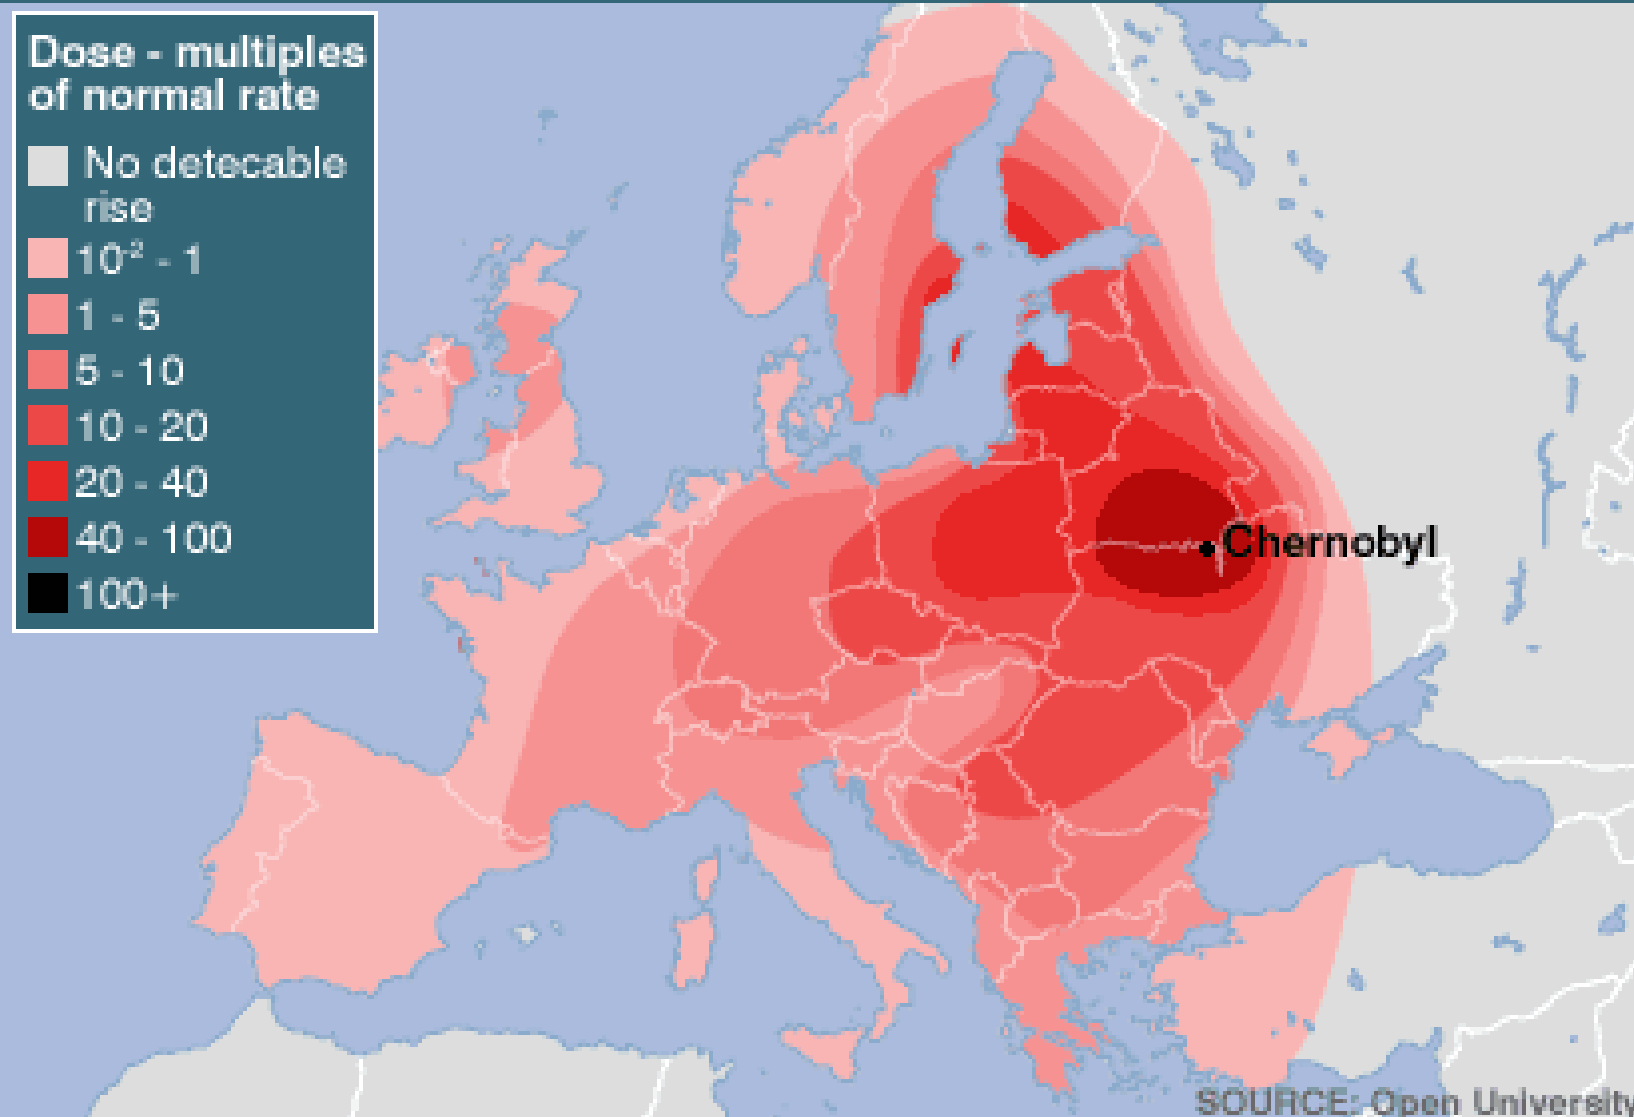 Dose - multiples
of normal rate
No detecable
rise
10⁻² - 1
1 - 5
5 - 10
10 - 20
20 - 40
40 - 100
100+
Chernobyl
SOURCE: Open University